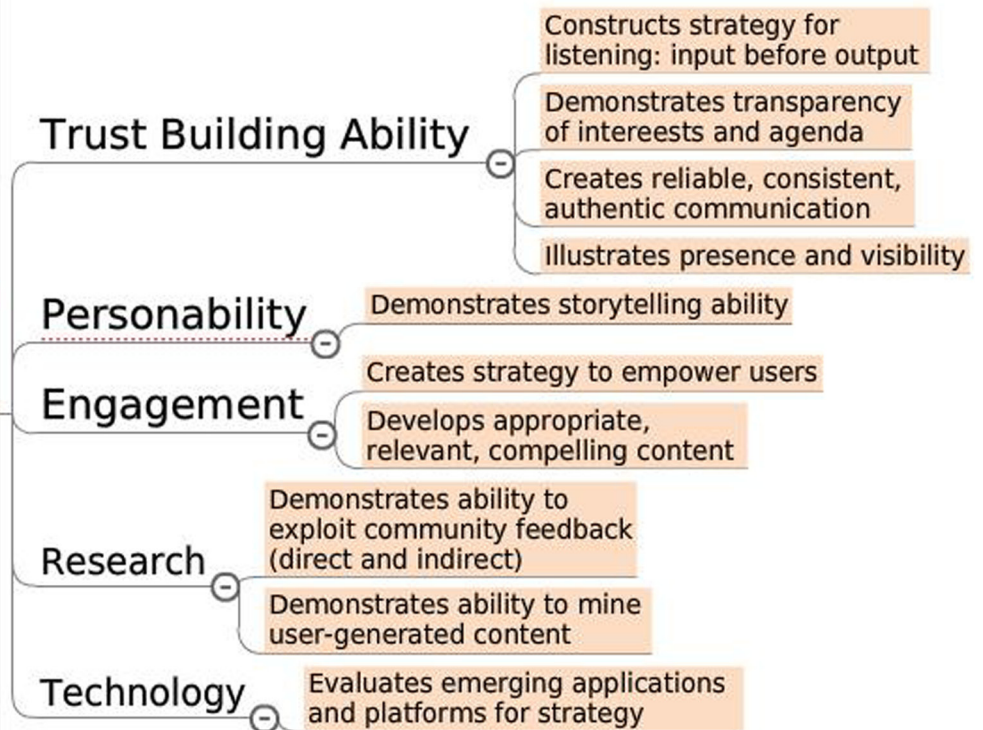 Constructs strategy for
listening: input before output
Trust Building Ability
Demonstrates transparency
of intereests and agenda
Creates reliable, consistent,
authentic communication
Illustrates presence and visibility
Personability
Demonstrates storytelling ability
Engagement
Creates strategy to empower users
Develops appropriate,
relevant, compelling content
Research
Demonstrates ability to
exploit community feedback
(direct and indirect)
Demonstrates ability to mine
user-generated content
Technology
Evaluates emerging applications
and platforms for strategy